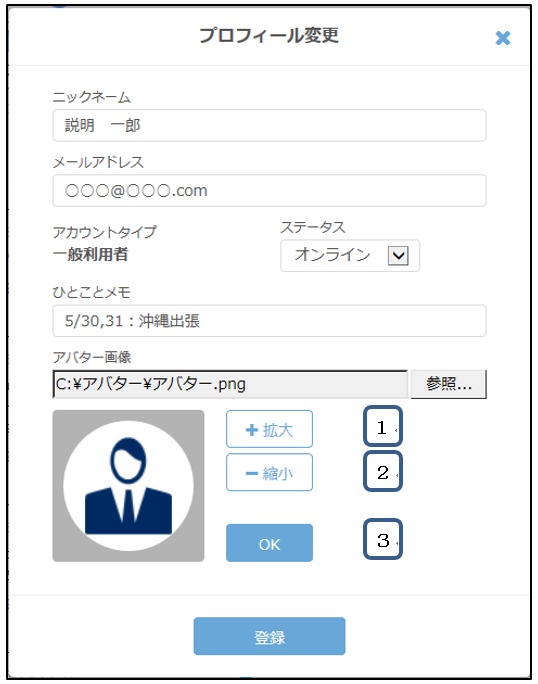 プロフィール変更
ニックネーム
説明　一郎
メールアドレス
○○○@○○○.com
アカウントタイプ
一般利用者
ステータス
オンライン
ひとことメモ
5/30,31：沖縄出張
アバター画像
C:¥アバター¥アバター.png
参照...
+ 拡大
1
− 縮小
2
OK
3
登録